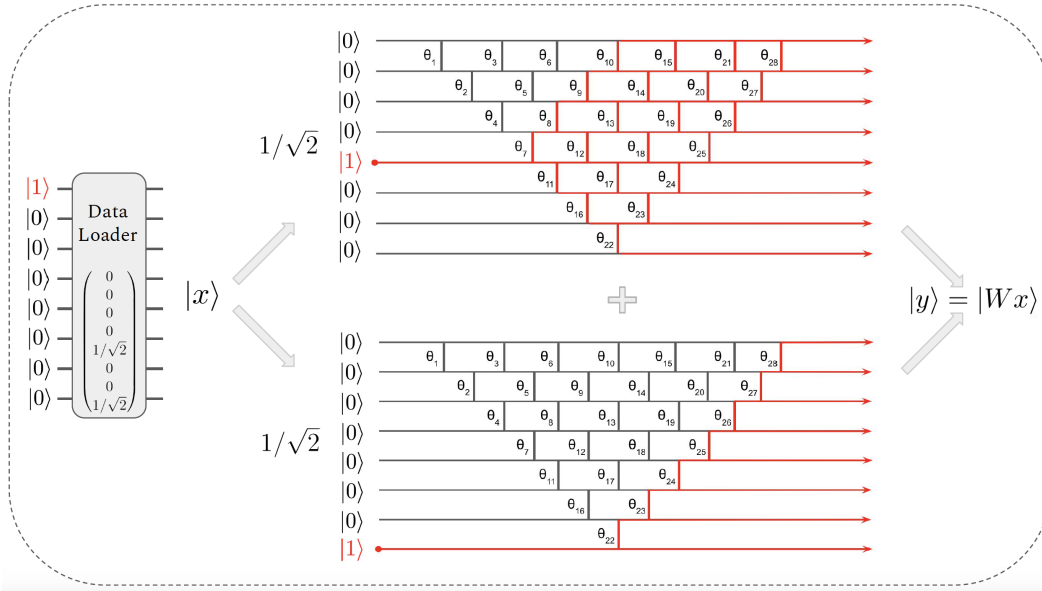 |1⟩
|0⟩
|0⟩
|0⟩
|0⟩
|0⟩
|0⟩
|0⟩
Data
Loader
0
0
0
0
1/√2
0
0
1/√2
|x⟩
1/√2
|0⟩
|0⟩
|0⟩
|0⟩
|1⟩
|0⟩
|0⟩
|0⟩
θ1 θ3 θ6 θ10 θ15 θ21 θ28
θ2 θ5 θ9 θ14 θ20 θ27
θ4 θ8 θ13 θ19 θ26
θ7 θ12 θ18 θ25
θ11 θ17 θ24
θ16 θ23
θ22
+
1/√2
|0⟩
|0⟩
|0⟩
|0⟩
|0⟩
|0⟩
|0⟩
|1⟩
θ1 θ3 θ6 θ10 θ15 θ21 θ28
θ2 θ5 θ9 θ14 θ20 θ27
θ4 θ8 θ13 θ19 θ26
θ7 θ12 θ18 θ25
θ11 θ17 θ24
θ16 θ23
θ22
|y⟩ = |Wx⟩